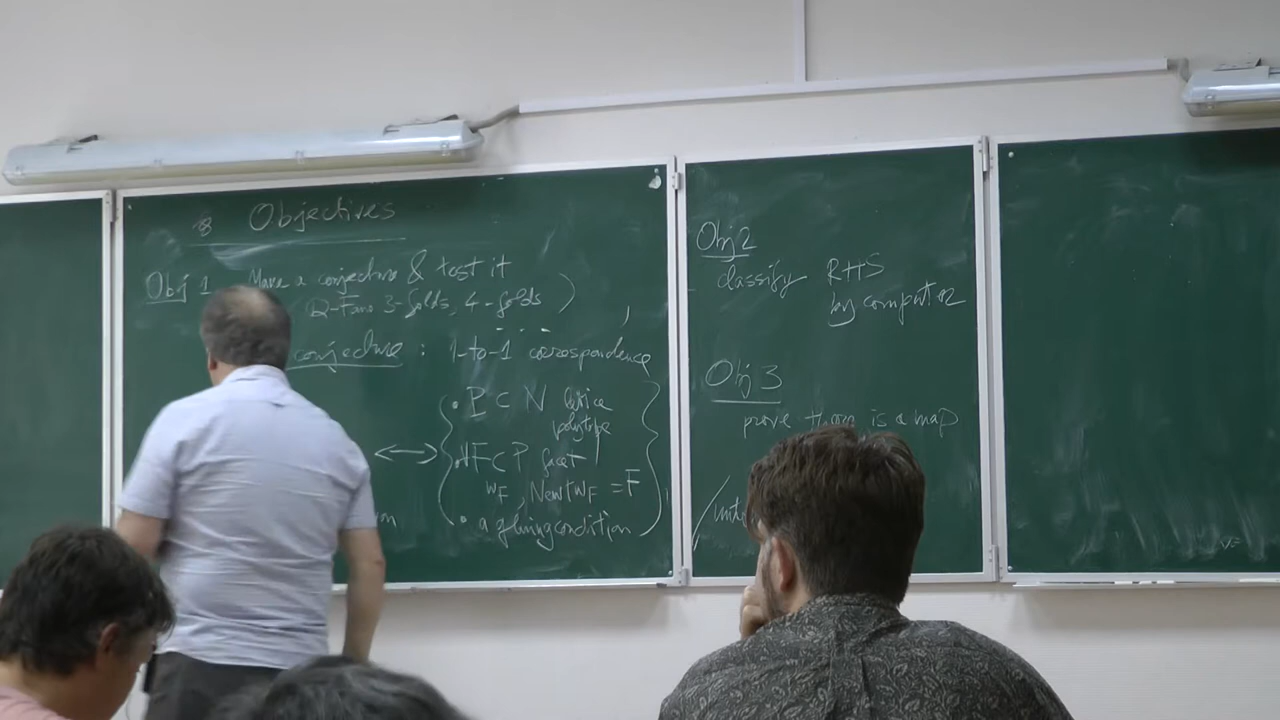 Objectives
Obj 1 Make a conjecture & test it
Q-Fano 3-folds, 4-folds )
conjecture : 1-to-1 correspondence
• P ⊂ N lattice
polytope
↔ • ∀F ⊂ P facet
w_F, Newt w_F = F
• a gluing condition
Obj 2
classify RHS
by computer
Obj 3
prove there is a map